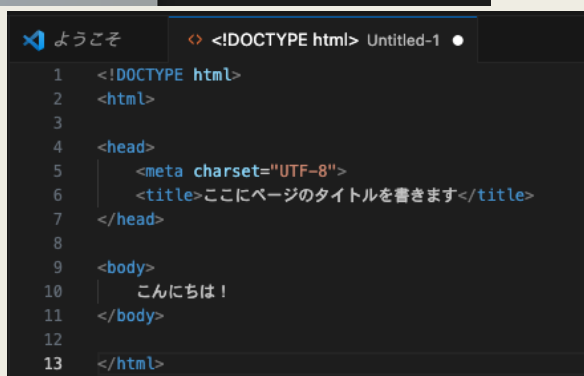 ようこそ
<> <!DOCTYPE html> Untitled-1 ●
1 <!DOCTYPE html>
2 <html>
3
4 <head>
5 <meta charset="UTF-8">
6 <title>ここにページのタイトルを書きます</title>
7 </head>
8
9 <body>
10 こんにちは！
11 </body>
12
13 </html>